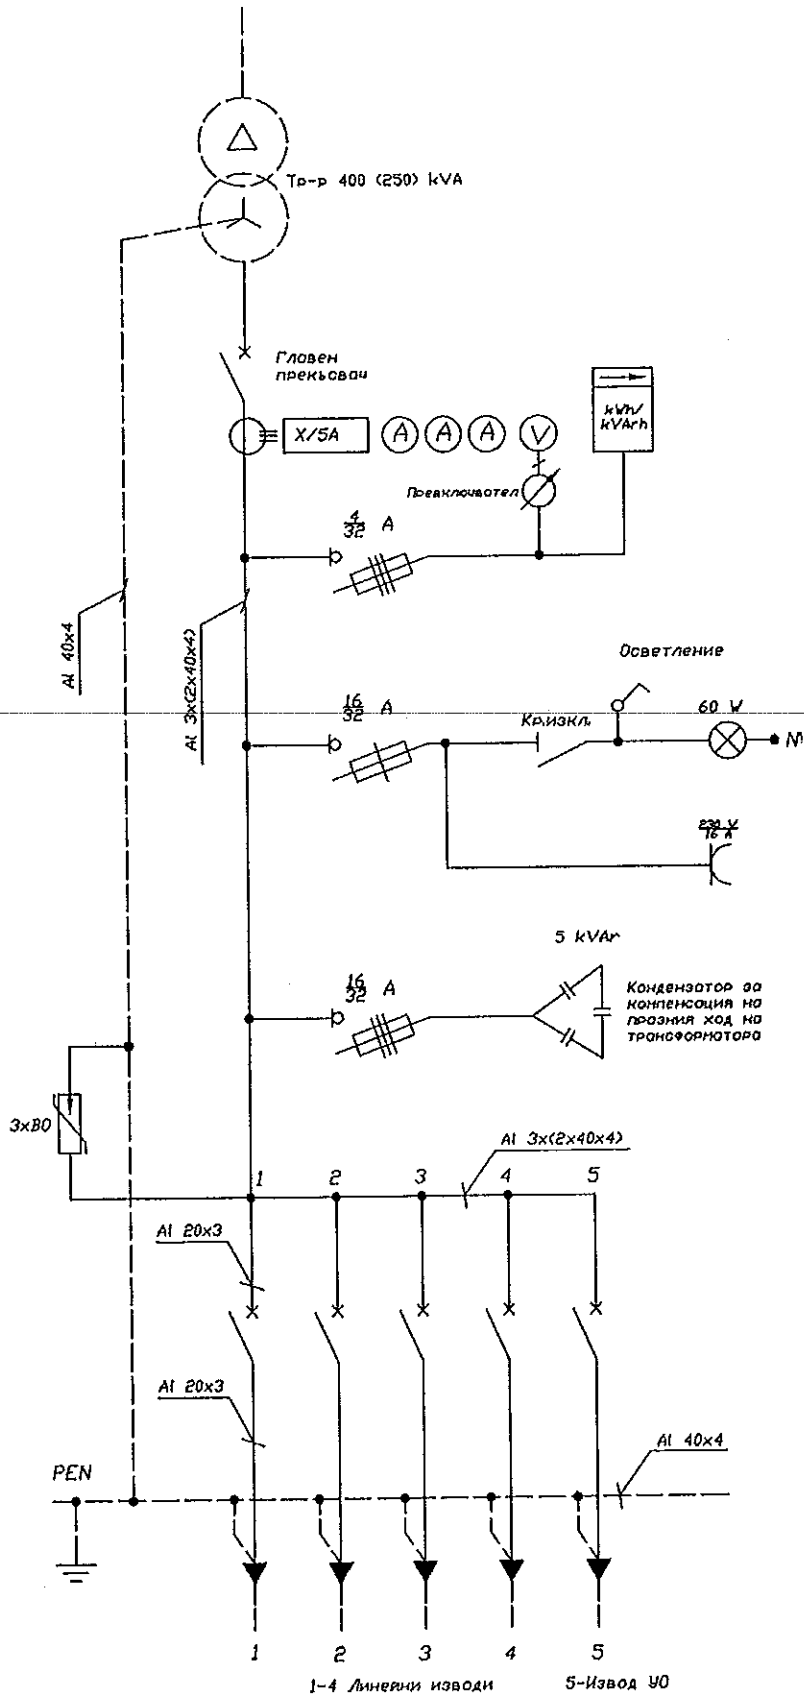 Тр-р 400 (250) kVA
Главен
прекъсвач
X/5A
A
A
A
V
kWh/
kVArh
Превключвател
4
32
A
Al 40x4
Al 3x(2x40x4)
Осветление
16
32
A
Кр.изкл.
60 W
N
230 V
16 A
5 kVAr
16
32
A
Кондензатор за
компенсация на
празния ход на
трансформатора
3xВО
Al 3x(2x40x4)
1 2 3 4 5
Al 20x3
Al 20x3
PEN
Al 40x4
1 2 3 4 5
1-4 Линейни изводи
5-Извод УО